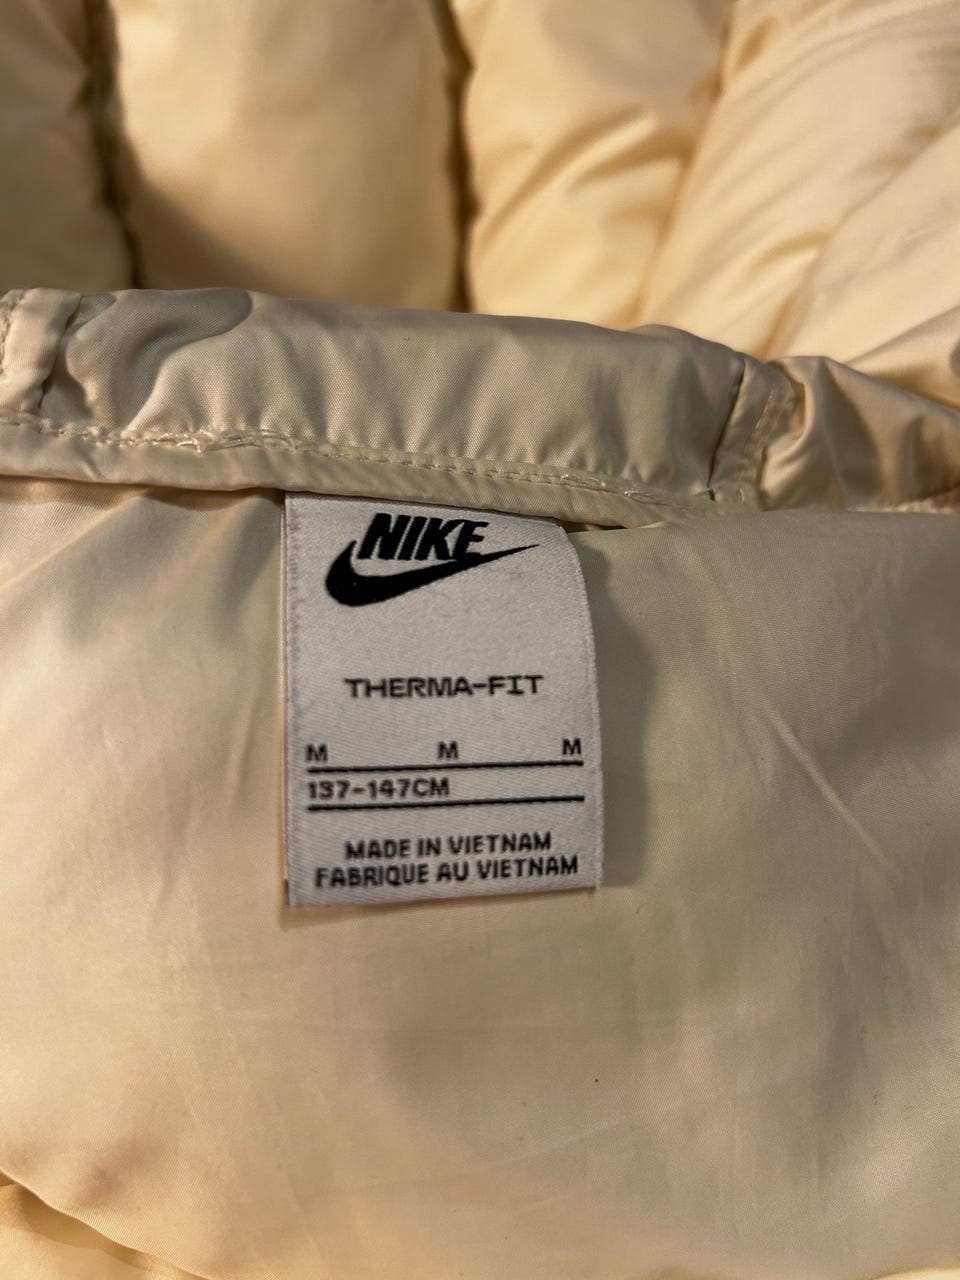 NIKE
THERMA-FIT
M M M
137-147CM
MADE IN VIETNAM
FABRIQUE AU VIETNAM